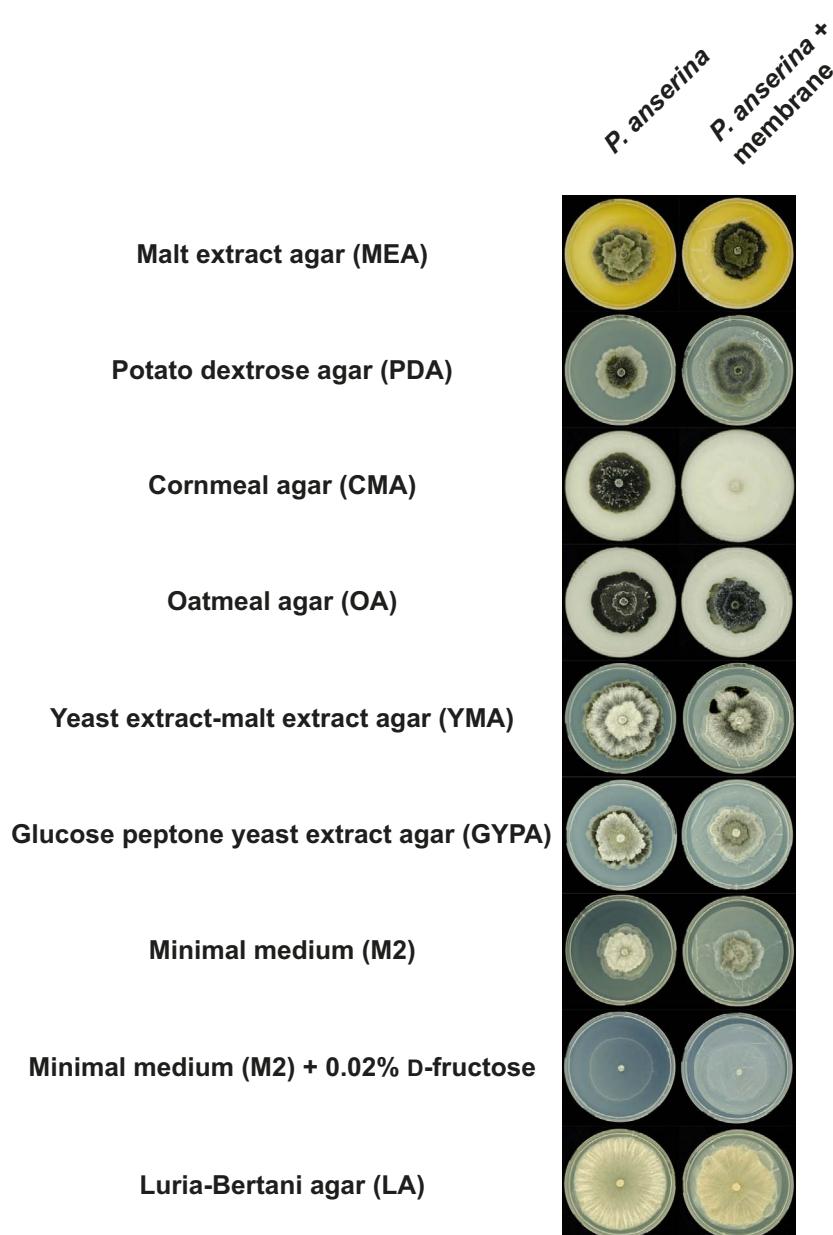 P. anserina
P. anserina +
membrane
Malt extract agar (MEA)
Potato dextrose agar (PDA)
Cornmeal agar (CMA)
Oatmeal agar (OA)
Yeast extract-malt extract agar (YMA)
Glucose peptone yeast extract agar (GYPA)
Minimal medium (M2)
Minimal medium (M2) + 0.02% D-fructose
Luria-Bertani agar (LA)